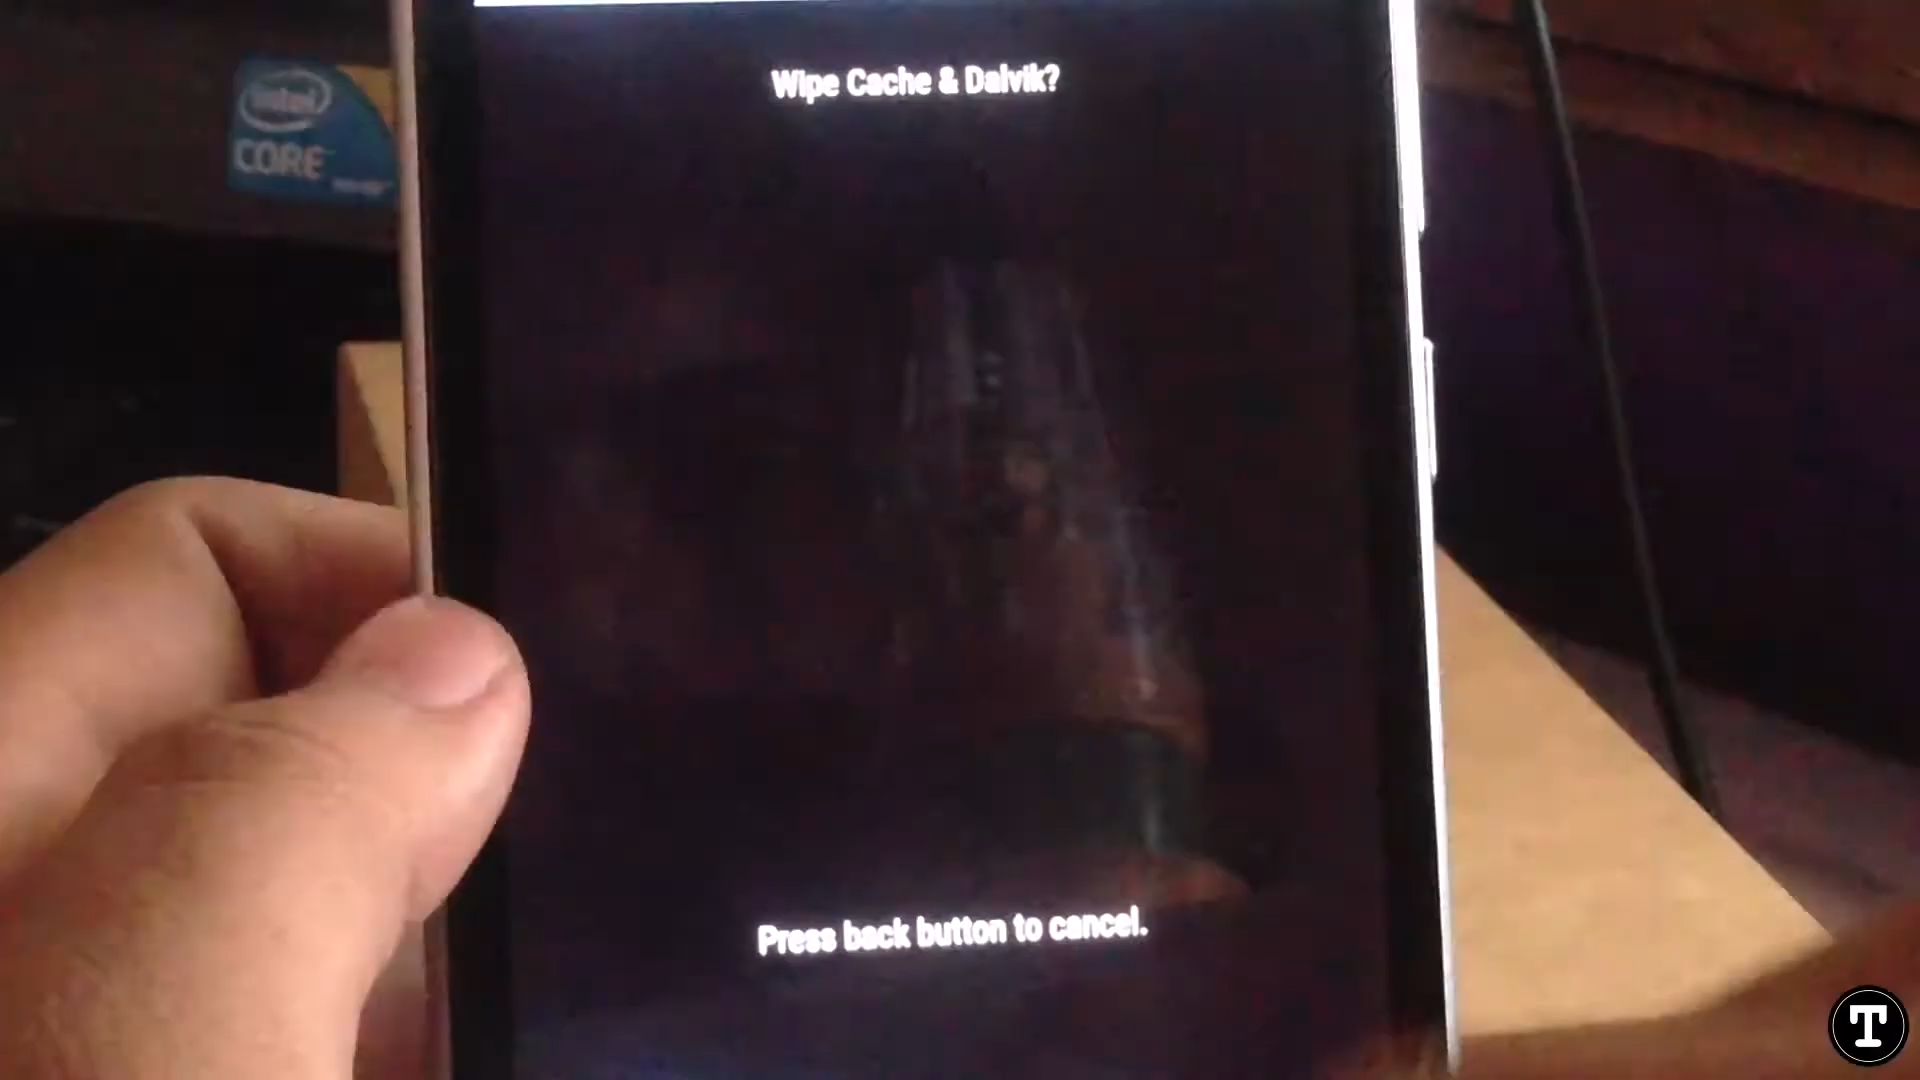 Wipe Cache & Dalvik?
intel
CORE
Press back button to cancel.
T